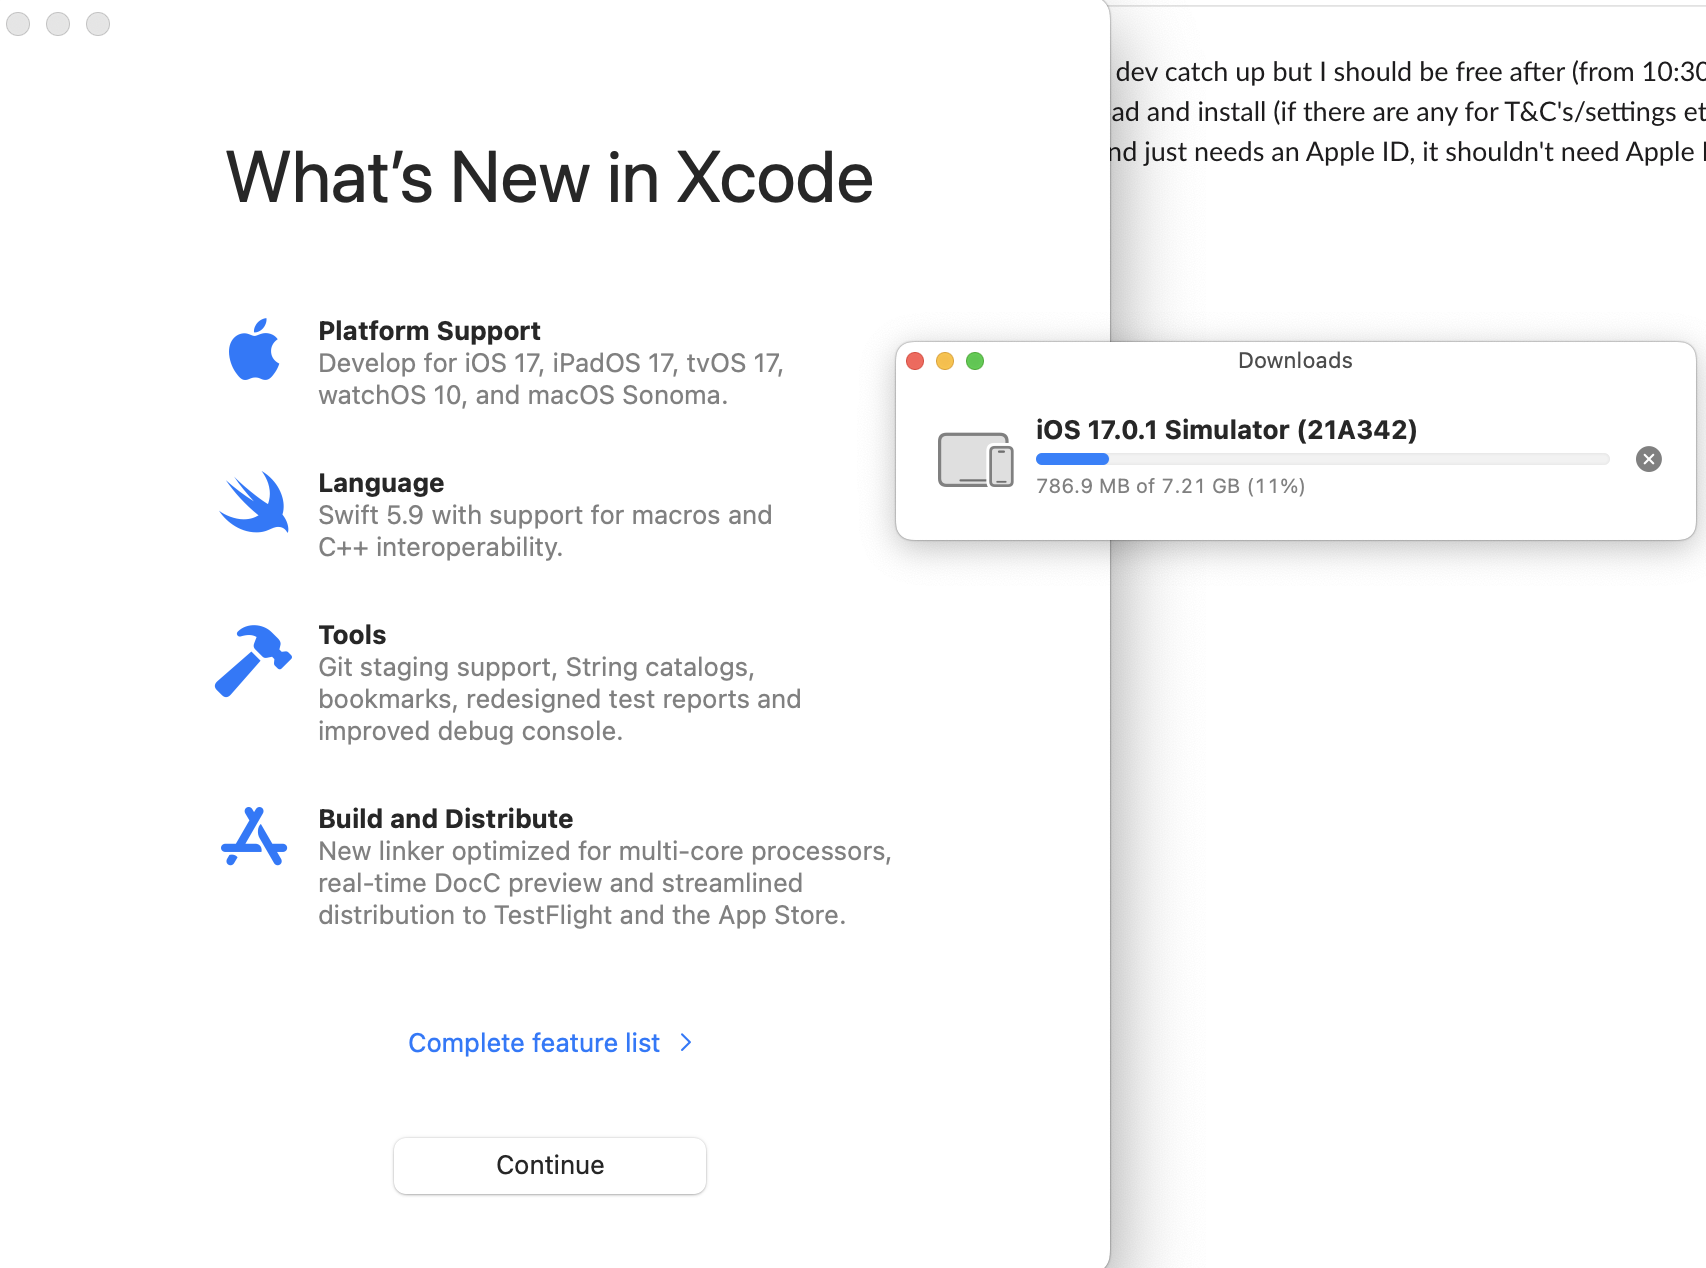 What's New in Xcode
Platform Support
Develop for iOS 17, iPadOS 17, tvOS 17,
watchOS 10, and macOS Sonoma.
Language
Swift 5.9 with support for macros and
C++ interoperability.
Tools
Git staging support, String catalogs,
bookmarks, redesigned test reports and
improved debug console.
Build and Distribute
New linker optimized for multi-core processors,
real-time DocC preview and streamlined
distribution to TestFlight and the App Store.
Complete feature list
Continue
dev catch up but I should be free after (from 10:30
and install (if there are any for T&C's/settings
just needs an Apple ID, it shouldn't need Apple
Downloads
iOS 17.0.1 Simulator (21A342)
786.9 MB of 7.21 GB (11%)